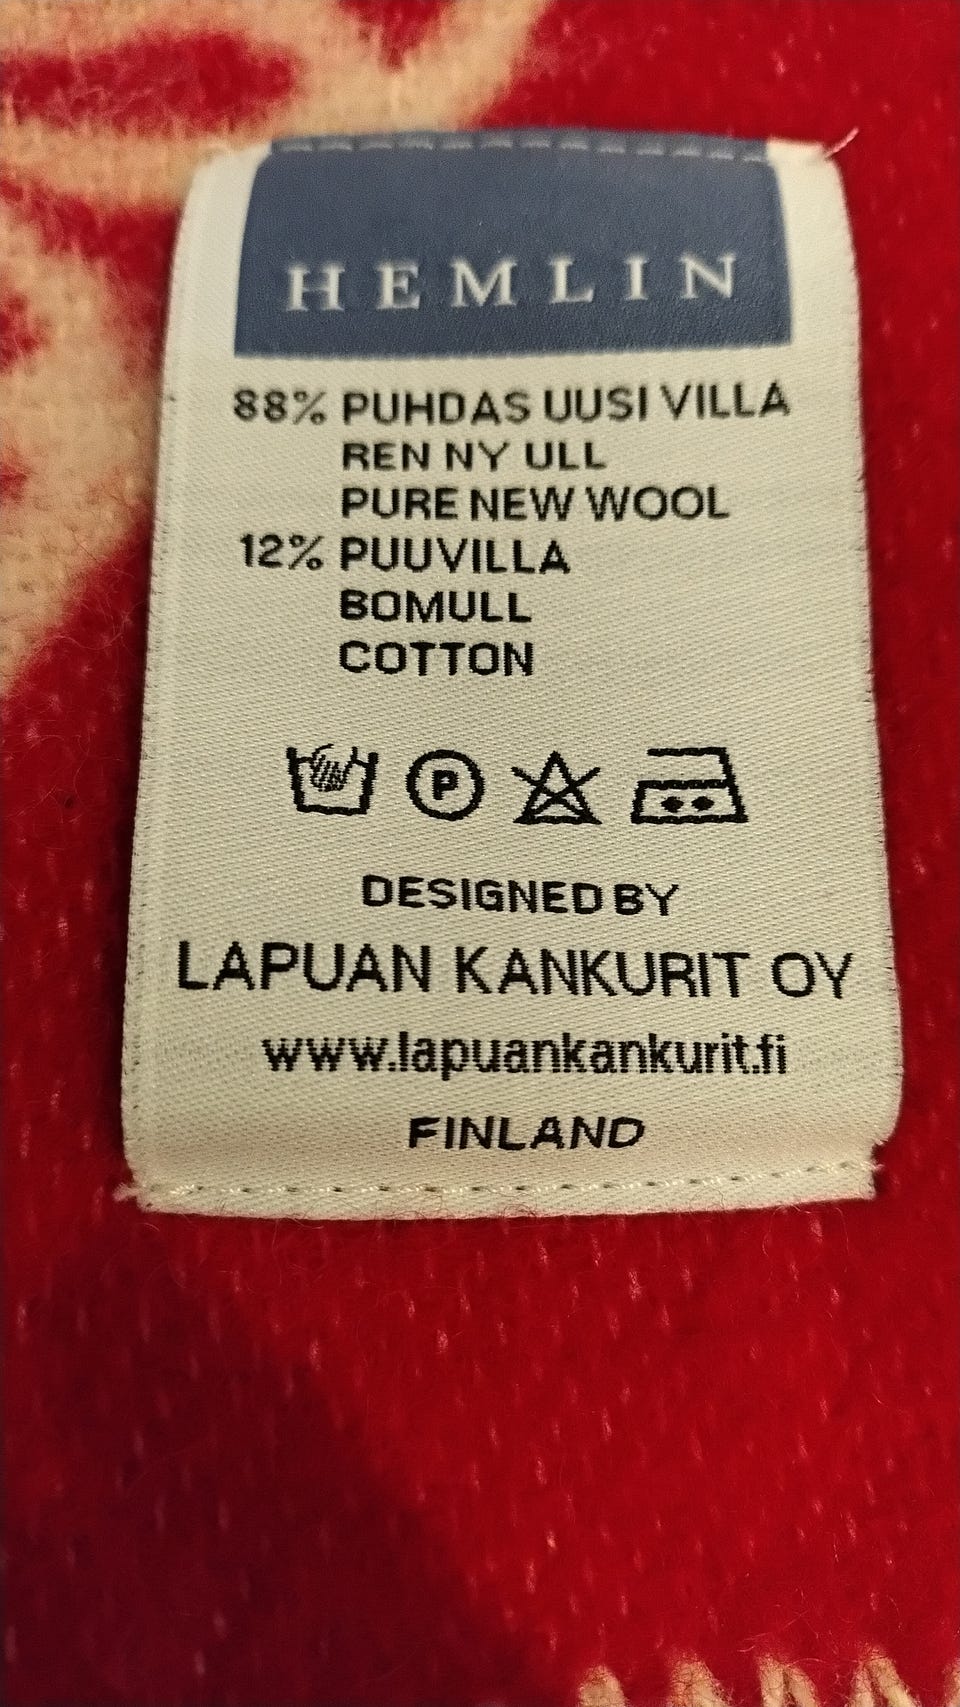 HEMLIN
88% PUHDAS UUSI VILLA
REN NY ULL
PURE NEW WOOL
12% PUUVILLA
BOMULL
COTTON
P
DESIGNED BY
LAPUAN KANKURIT OY
www.lapuankankurit.fi
FINLAND